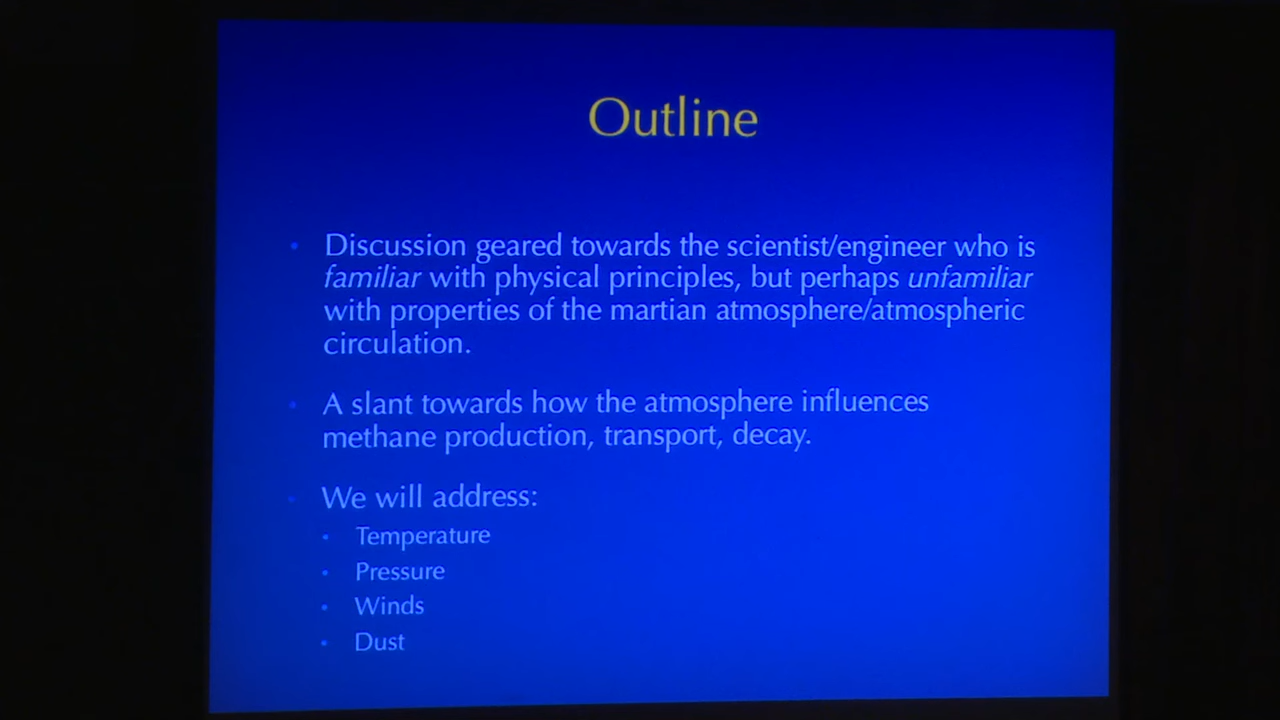 Outline
• Discussion geared towards the scientist/engineer who is
familiar with physical principles, but perhaps unfamiliar
with properties of the martian atmosphere/atmospheric
circulation.
• A slant towards how the atmosphere influences
methane production, transport, decay.
• We will address:
• Temperature
• Pressure
• Winds
• Dust